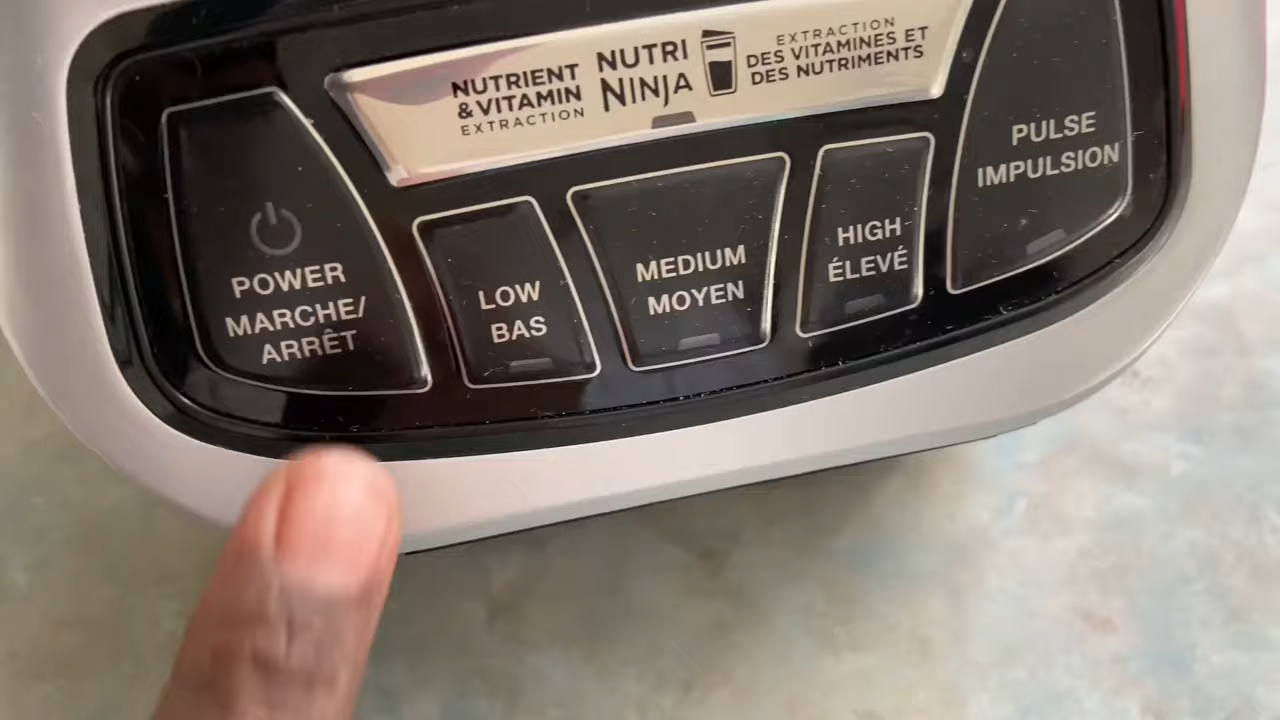 NUTRIENT
&VITAMIN
EXTRACTION
NUTRI
NINJA
EXTRACTION
DES VITAMINES ET
DES NUTRIMENTS
POWER
MARCHE/
ARRÊT
LOW
BAS
MEDIUM
MOYEN
HIGH
ÉLEVÉ
PULSE
IMPULSION